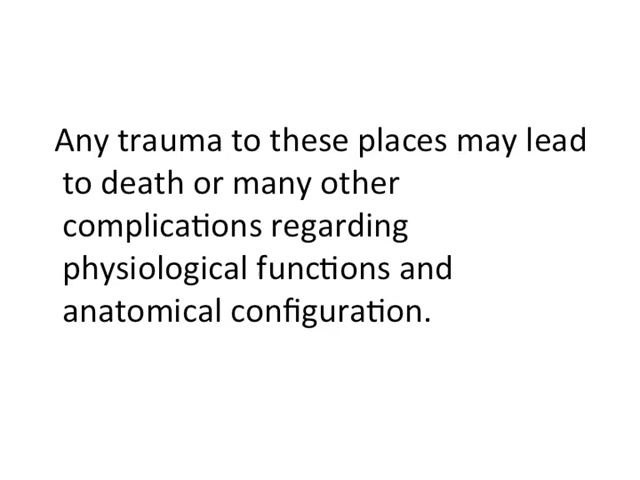 Any trauma to these places may lead
to death or many other
complications regarding
physiological functions and
anatomical configuration.